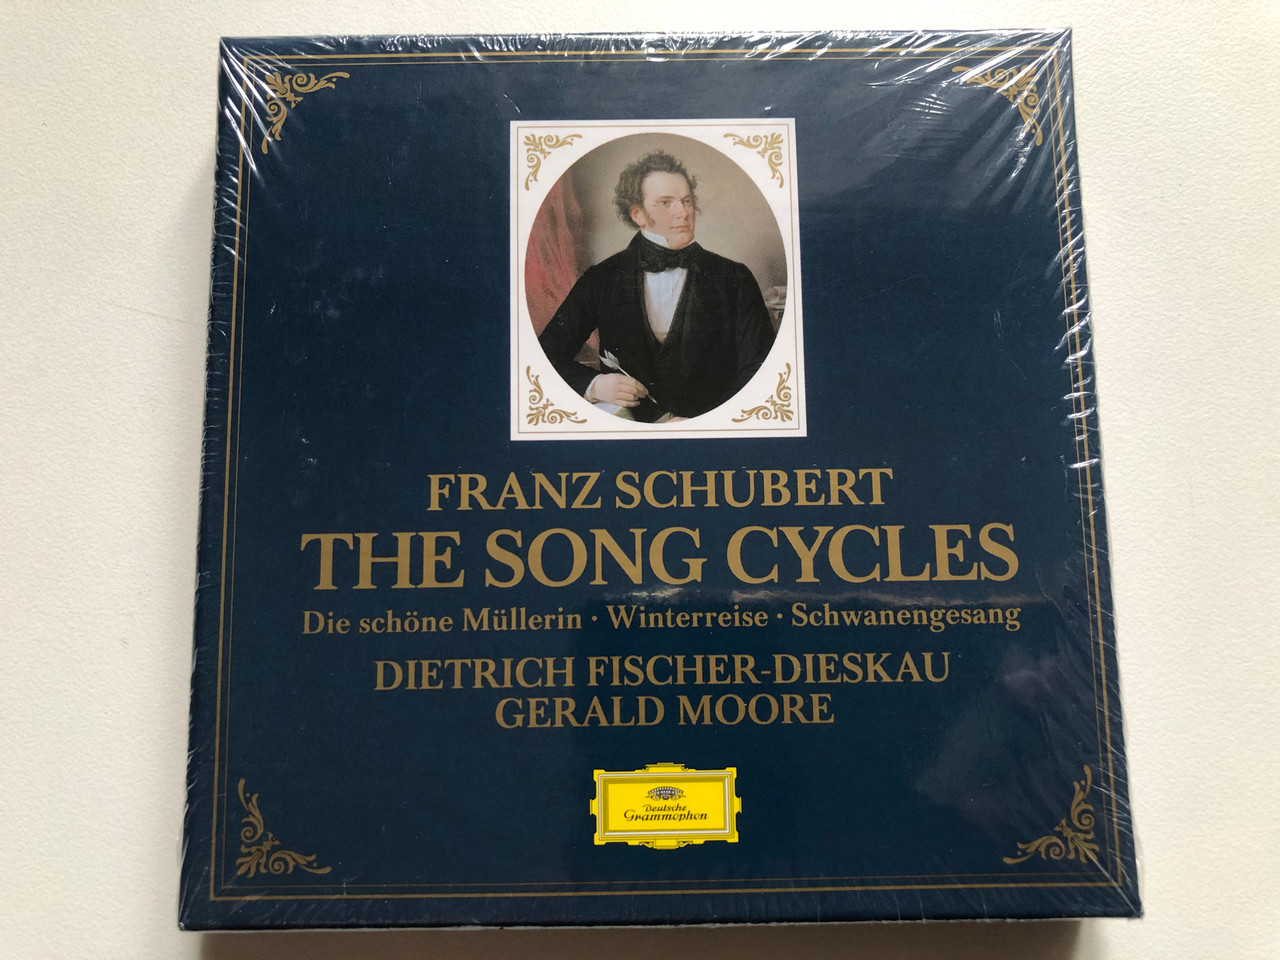 FRANZ SCHUBERT
THE SONG CYCLES
Die schöne Müllerin · Winterreise · Schwanengesang
DIETRICH FISCHER-DIESKAU
GERALD MOORE
Deutsche
Grammophon